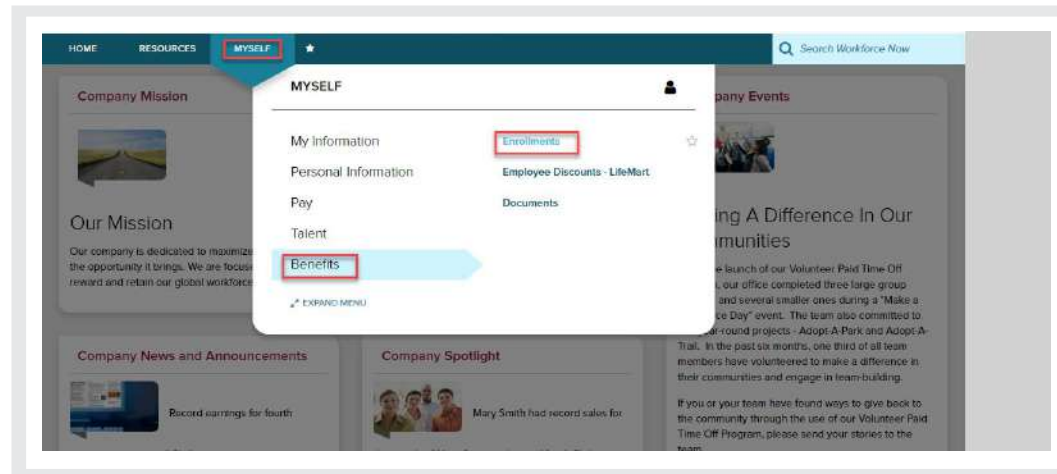 HOME RESOURCES MYSELF
Search Workforce Now
MYSELF
My Information
Personal Information
Pay
Talent
Benefits
EXPAND MENU
Enrollments
Employee Discounts - LifeMart
Documents
Company Mission
Our Mission
Our company is dedicated to maximize
the opportunity it brings. We are focuse
reward and retain our global workforce
pany Events
ing A Difference In Our
munities
e launch of our Volunteer Paid Time Off
, our office completed three large group
and several smaller ones during a "Make a
ce Day" event. The team also committed to
ar-round projects - Adopt-A-Park and Adopt-A-
Trail. In the past six months, one third of all team
members have volunteered to make a difference in
their communities and engage in team-building.
If you or your team have found ways to give back to
the community through the use of our Volunteer Paid
Time Off Program, please send your stories to the
team
Company News and Announcements
Record earnings for fourth
Company Spotlight
Mary Smith had record sales for